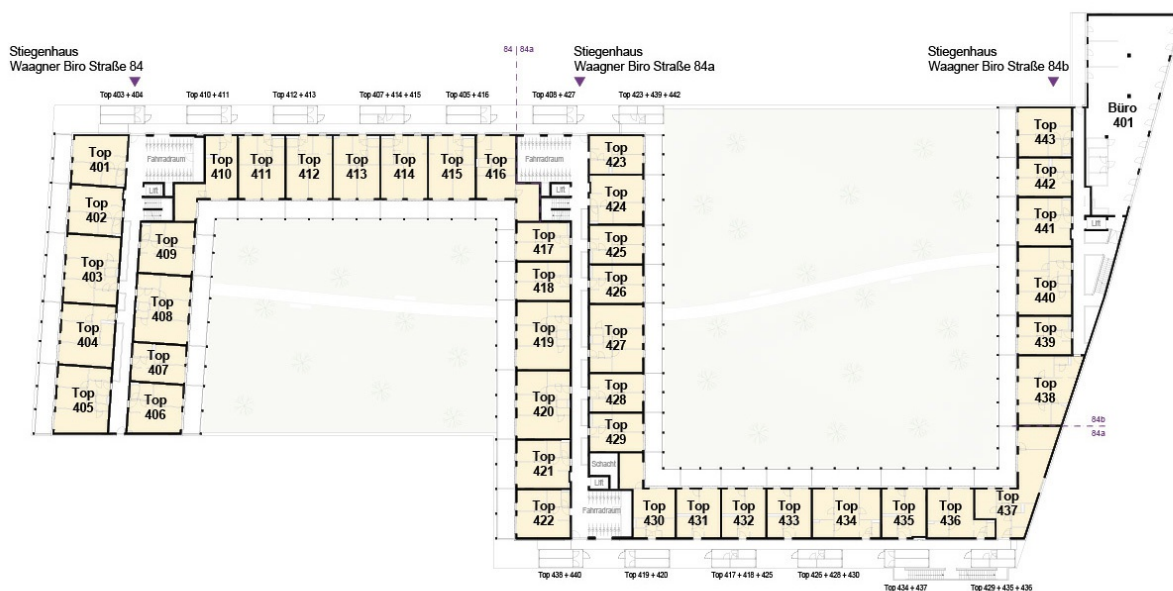 Stiegenhaus
Waagner Biro Straße 84
84
84a
Stiegenhaus
Waagner Biro Straße 84a
Stiegenhaus
Waagner Biro Straße 84b
Top 403 + 404
Top 410 + 411
Top 412 + 413
Top 407 + 414 + 415
Top 405 + 416
Top 408 + 427
Top 423 + 439 + 442
Büro
401
Top
401
Top
402
Top
403
Top
404
Top
405
Top
406
Top
407
Top
408
Top
409
Fahrradraum
Lift
Top
410
Top
411
Top
412
Top
413
Top
414
Top
415
Top
416
Fahrradraum
Lift
Top
417
Top
418
Top
419
Top
420
Top
421
Top
422
Top
423
Top
424
Top
425
Top
426
Top
427
Top
428
Top
429
Schacht
Lift
Fahrradraum
Top
430
Top
431
Top
432
Top
433
Top
434
Top
435
Top
436
Top
437
Top
438
Top
439
Top
440
Top
441
Top
442
Top
443
Lift
84b
84a
Top 438 + 440
Top 419 + 420
Top 417 + 418 + 425
Top 426 + 428 + 430
Top 434 + 437
Top 429 + 435 + 436